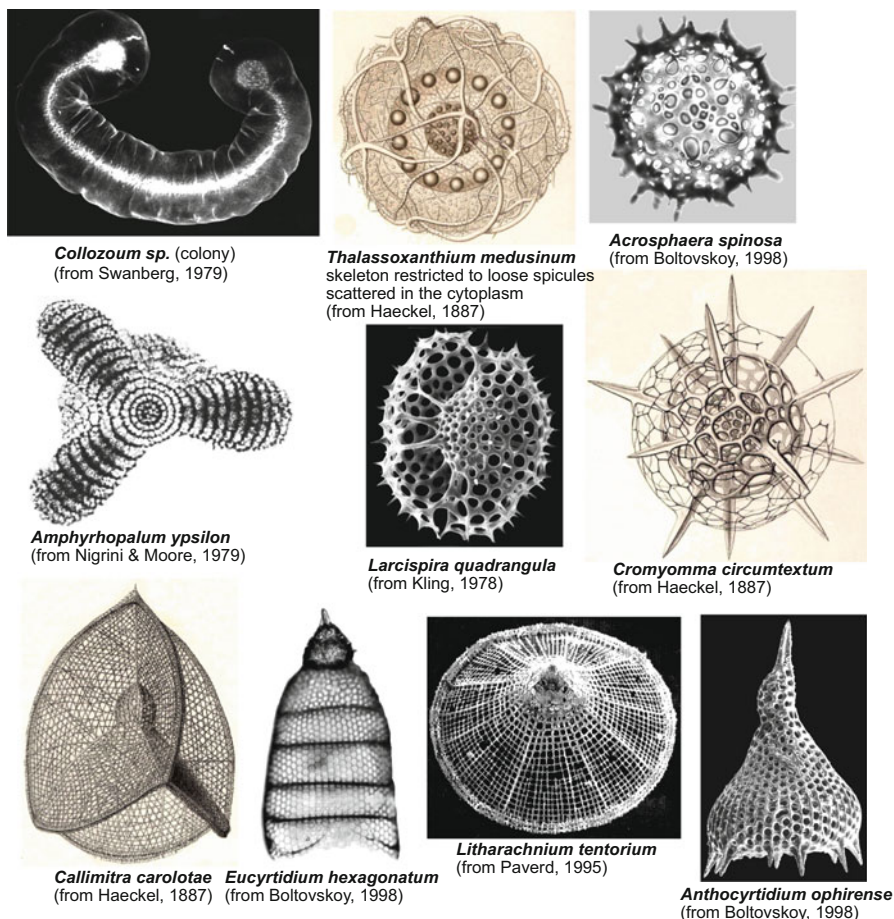 Collozoum sp. (colony)
(from Swanberg, 1979)
Thalassoxanthium medusinum
skeleton restricted to loose spicules
scattered in the cytoplasm
(from Haeckel, 1887)
Acrosphaera spinosa
(from Boltovskoy, 1998)
Amphyrhopalum ypsilon
(from Nigrini & Moore, 1979)
Larcispira quadrangula
(from Kling, 1978)
Cromyomma circumtextum
(from Haeckel, 1887)
Callimitra carolotae
(from Haeckel, 1887)
Eucyrtidium hexagonatum
(from Boltovskoy, 1998)
Litharachnium tentorium
(from Paverd, 1995)
Anthocyrtidium ophirense
(from Boltovskoy, 1998)